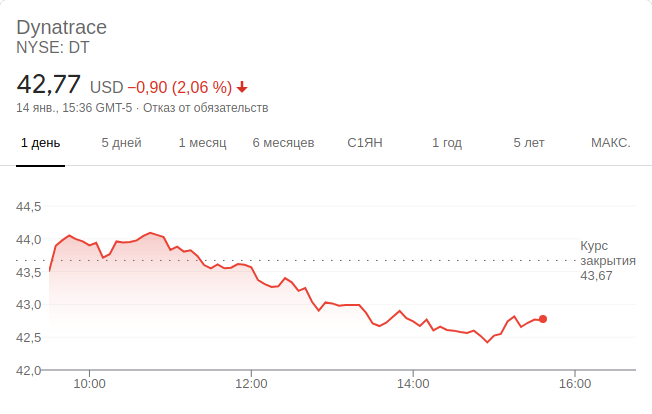 Dynatrace
NYSE: DT
42,77 USD −0,90 (2,06 %)
14 янв., 15:36 GMT-5 · Отказ от обязательств
1 день 5 дней 1 месяц 6 месяцев С1ЯН 1 год 5 лет МАКС.
44,5
44,0
43,5
43,0
42,5
42,0
Курс
закрытия
43,67
10:00 12:00 14:00 16:00